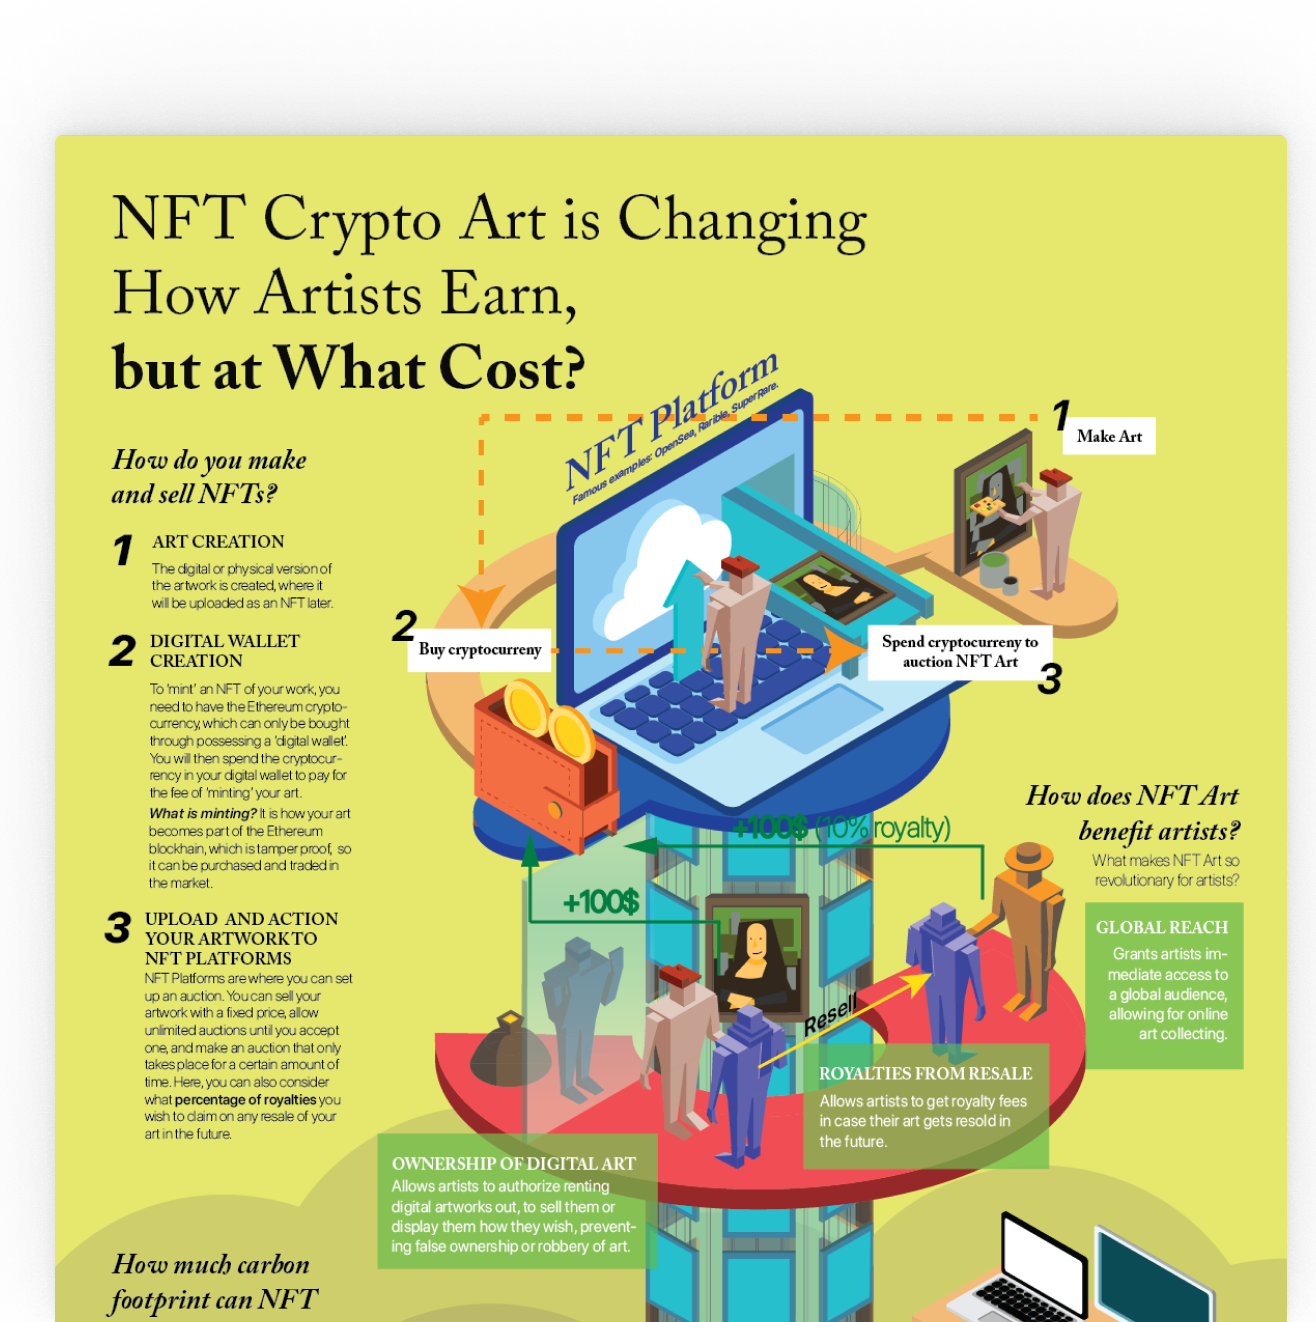 NFT Crypto Art is Changing
How Artists Earn,
but at What Cost?
NFT Platform
Famous examples: OpenSea, Rarible, SuperRare.
1
Make Art
2
Buy cryptocurreny
Spend cryptocurreny to
auction NFT Art
3
How do you make
and sell NFTs?
1
ART CREATION
The digital or physical version of
the artwork is created, where it
will be uploaded as an NFT later.
2
DIGITAL WALLET
CREATION
To 'mint' an NFT of your work, you
need to have the Ethereum crypto-
currency, which can only be bought
through possessing a 'digital wallet'.
You will then spend the cryptocur-
rency in your digital wallet to pay for
the fee of 'minting' your art.
What is minting? It is how your art
becomes part of the Ethereum
blockhain, which is tamper proof, so
it can be purchased and traded in
the market.
3
UPLOAD AND ACTION
YOUR ARTWORK TO
NFT PLATFORMS
NFT Platforms are where you can set
up an auction. You can sell your
artwork with a fixed price, allow
unlimited auctions until you accept
one, and make an auction that only
takes place for a certain amount of
time. Here, you can also consider
what percentage of royalties you
wish to claim on any resale of your
art in the future.
+100$ (10% royalty)
+100$
Resell
How does NFT Art
benefit artists?
What makes NFT Art so
revolutionary for artists?
GLOBAL REACH
Grants artists im-
mediate access to
a global audience,
allowing for online
art collecting.
ROYALTIES FROM RESALE
Allows artists to get royalty fees
in case their art gets resold in
the future.
OWNERSHIP OF DIGITAL ART
Allows artists to authorize renting
digital artworks out, to sell them or
display them how they wish, prevent-
ing false ownership or robbery of art.
How much carbon
footprint can NFT